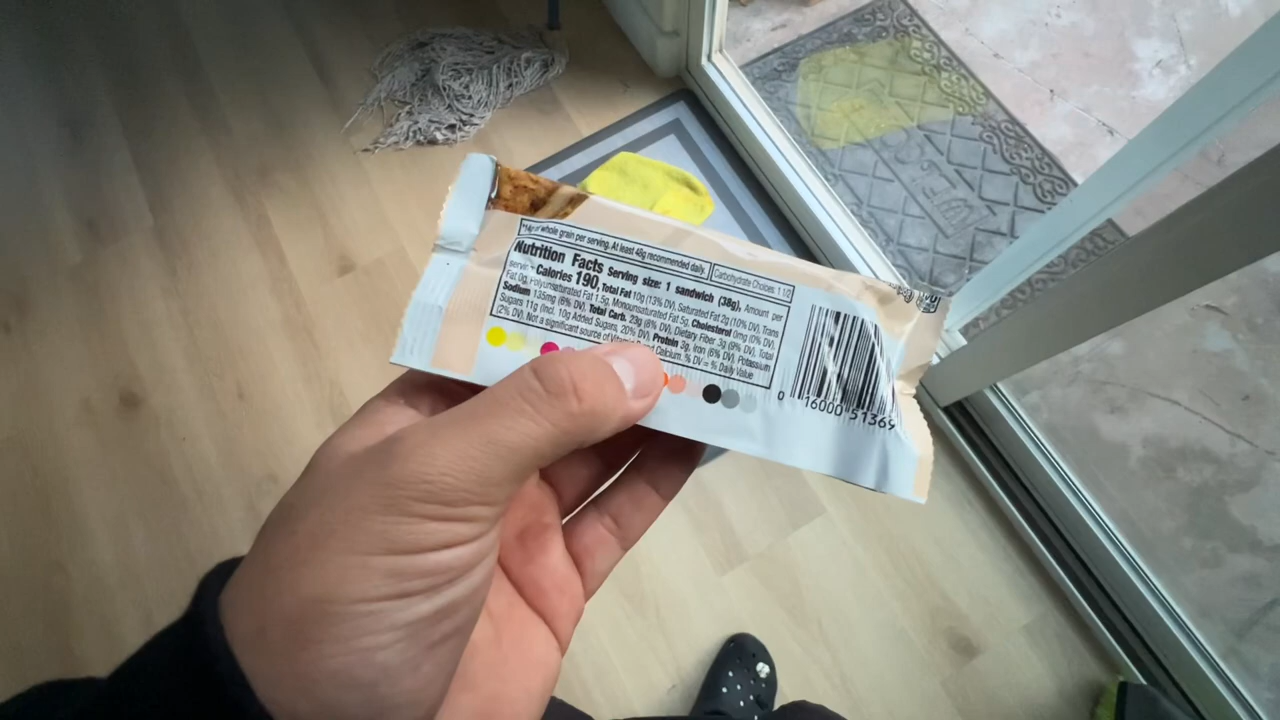 *14g of whole grain per serving. At least 48g recommended daily.
Carbohydrate Choices: 1 1/2
Nutrition Facts Serving size: 1 sandwich (38g), Amount per
Calories 190, Total Fat 10g (13% DV), Saturated Fat 2g (10% DV), Trans
Fat 0g, Polyunsaturated Fat 1.5g, Monounsaturated Fat 5g, Cholesterol 0mg (0% DV),
Sodium 135mg (6% DV), Total Carb. 23g (8% DV), Dietary Fiber 3g (9% DV), Total
Sugars 11g (Incl. 10g Added Sugars, 20% DV), Protein 3g, Iron (6% DV), Potassium
(2% DV). Not a significant source of Calcium. % DV = % Daily Value
0 16000 51369